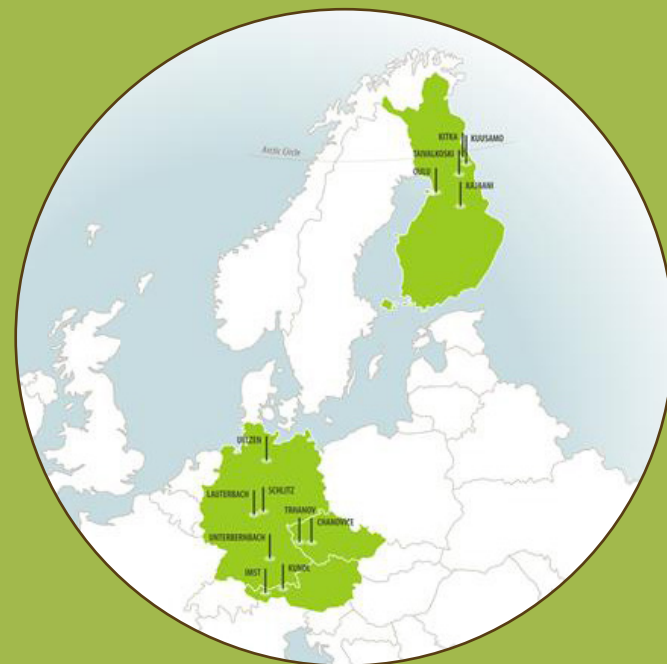 KITKA
KUUSAMO
Arctic Circle
TAIVALKOSKI
OULU
KAJAANI
UELZEN
LAUTERBACH
SCHLITZ
TRHANOV
CHANOVICE
UNTERBERNBACH
IMST
KUNDL